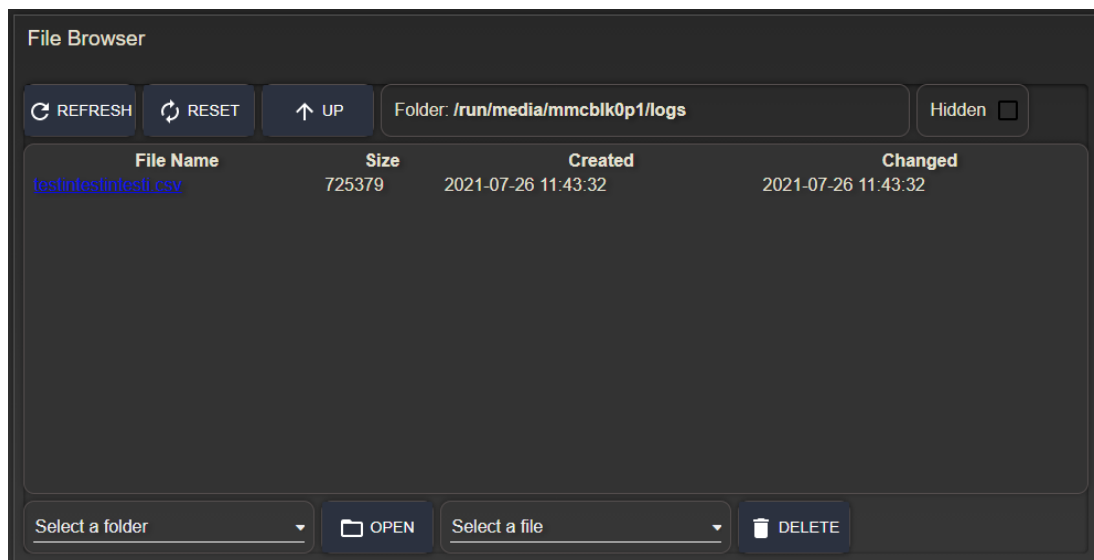 File Browser
REFRESH RESET UP Folder: /run/media/mmcblk0p1/logs Hidden
File Name Size Created Changed
testintestintesti.csv 725379 2021-07-26 11:43:32 2021-07-26 11:43:32
Select a folder OPEN Select a file DELETE